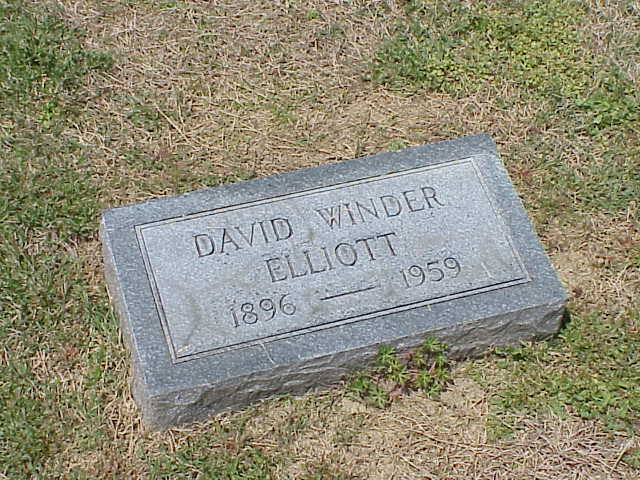 DAVID WINDER
ELLIOTT
1896 — 1959